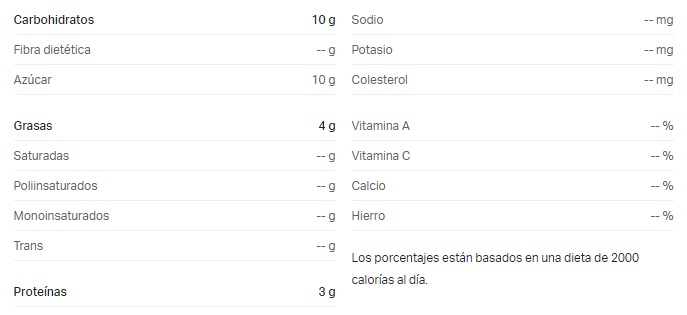 Carbohidratos 10 g
Fibra dietética -- g
Azúcar 10 g
Grasas 4 g
Saturadas -- g
Poliinsaturados -- g
Monoinsaturados -- g
Trans -- g
Proteínas 3 g
Sodio -- mg
Potasio -- mg
Colesterol -- mg
Vitamina A -- %
Vitamina C -- %
Calcio -- %
Hierro -- %
Los porcentajes están basados en una dieta de 2000
calorías al día.